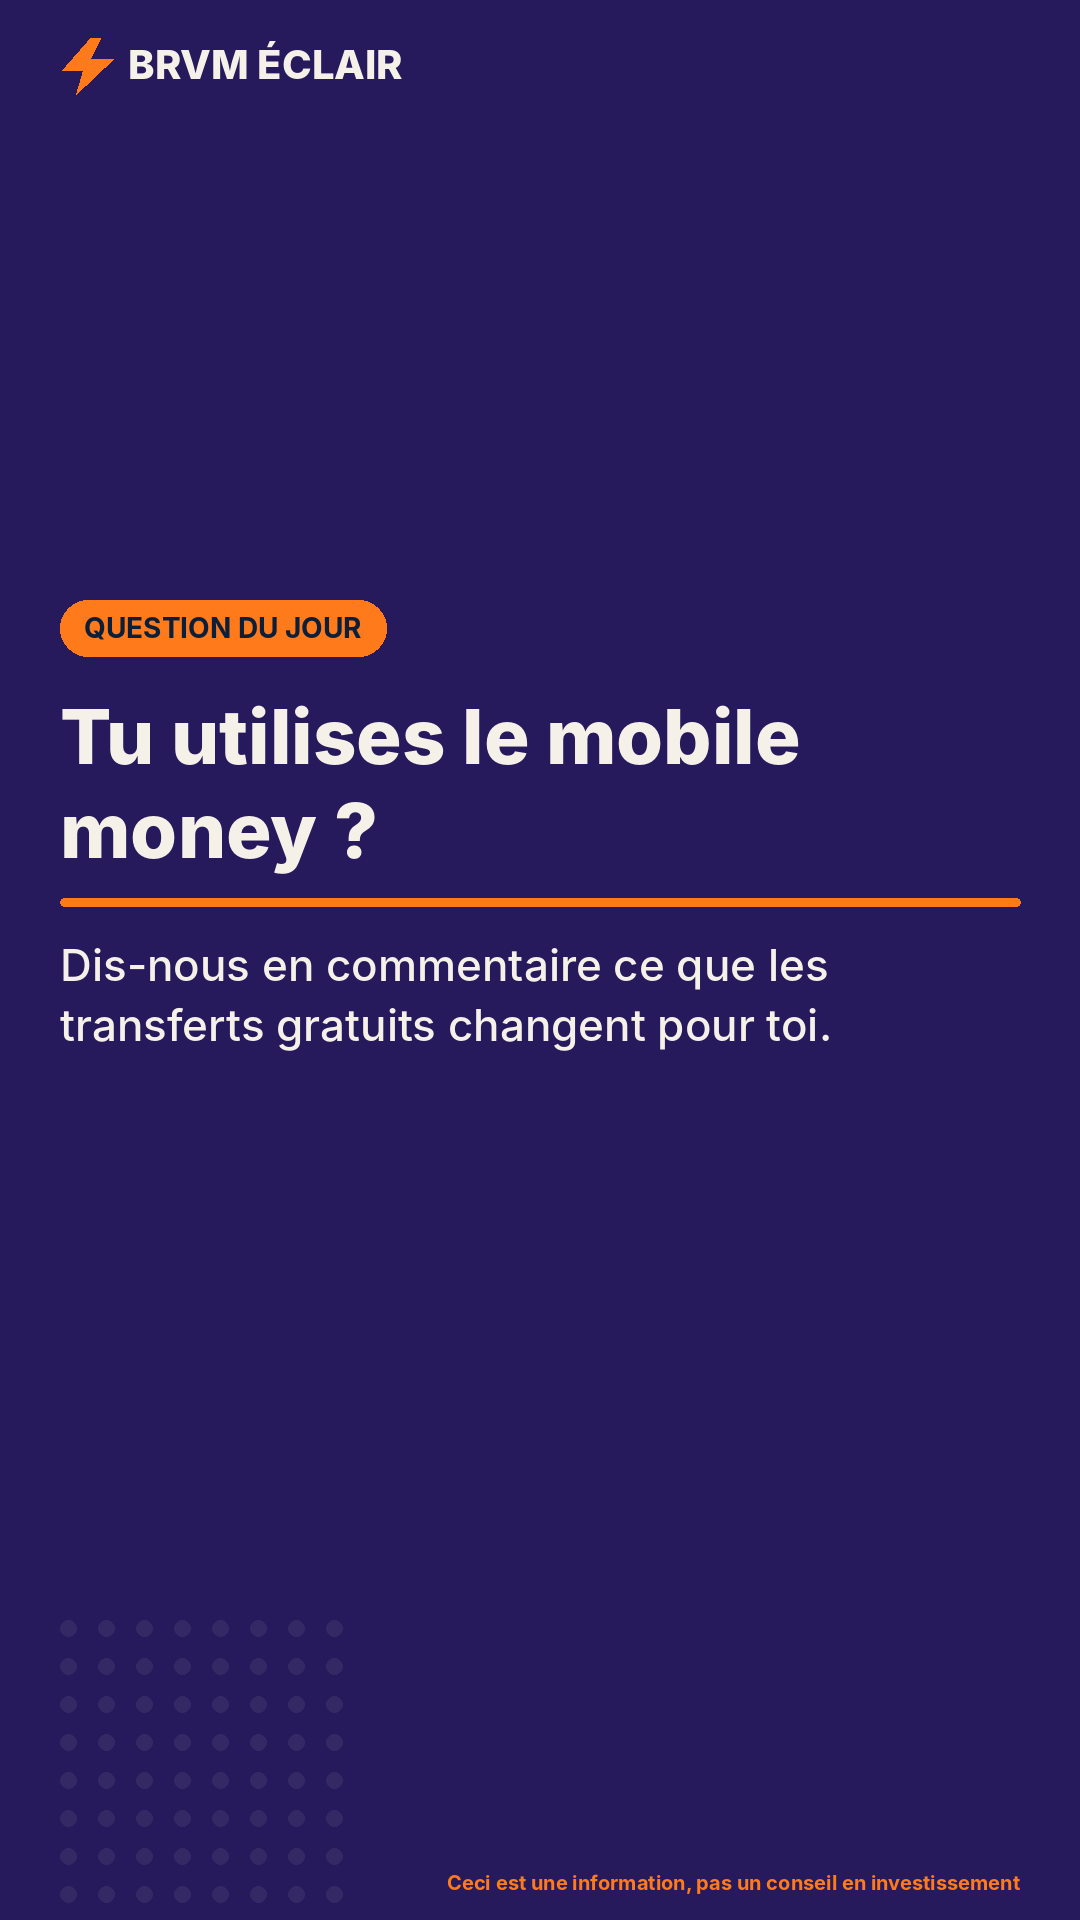 BRVM ÉCLAIR
QUESTION DU JOUR
Tu utilises le mobile
money ?
Dis-nous en commentaire ce que les
transferts gratuits changent pour toi.
Ceci est une information, pas un conseil en investissement